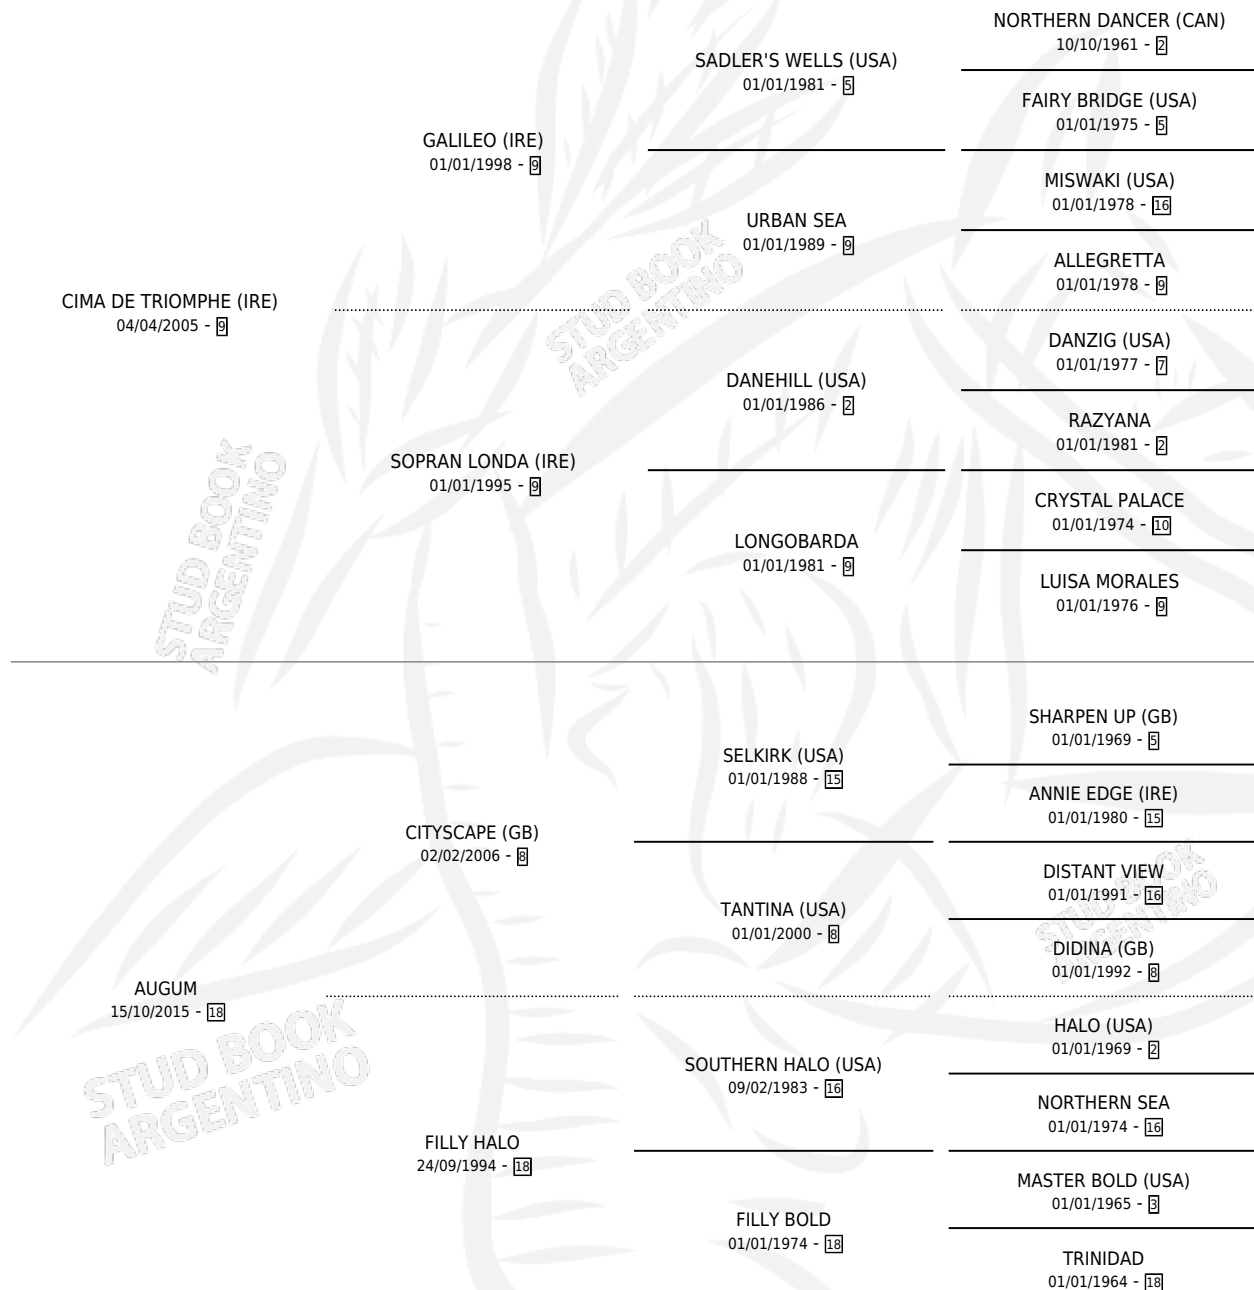 NORTHERN DANCER (CAN)
10/10/1961 - 2
SADLER'S WELLS (USA)
01/01/1981 - 5
FAIRY BRIDGE (USA)
01/01/1975 - 5
GALILEO (IRE)
01/01/1998 - 9
MISWAKI (USA)
01/01/1978 - 16
URBAN SEA
01/01/1989 - 9
ALLEGRETTA
01/01/1978 - 9
CIMA DE TRIOMPHE (IRE)
04/04/2005 - 9
DANZIG (USA)
01/01/1977 - 7
DANEHILL (USA)
01/01/1986 - 2
RAZYANA
01/01/1981 - 2
SOPRAN LONDA (IRE)
01/01/1995 - 9
CRYSTAL PALACE
01/01/1974 - 10
LONGOBARDA
01/01/1981 - 9
LUISA MORALES
01/01/1976 - 9
SHARPEN UP (GB)
01/01/1969 - 5
SELKIRK (USA)
01/01/1988 - 15
ANNIE EDGE (IRE)
01/01/1980 - 15
CITYSCAPE (GB)
02/02/2006 - 8
DISTANT VIEW
01/01/1991 - 16
TANTINA (USA)
01/01/2000 - 8
DIDINA (GB)
01/01/1992 - 8
AUGUM
15/10/2015 - 18
HALO (USA)
01/01/1969 - 2
SOUTHERN HALO (USA)
09/02/1983 - 16
NORTHERN SEA
01/01/1974 - 16
FILLY HALO
24/09/1994 - 18
MASTER BOLD (USA)
01/01/1965 - 3
FILLY BOLD
01/01/1974 - 18
TRINIDAD
01/01/1964 - 18
STUD BOOK
ARGENTINO
STUD BOOK
ARGENTINO
STUD BOOK
ARGENTINO
STUD BOOK
ARGENTINO